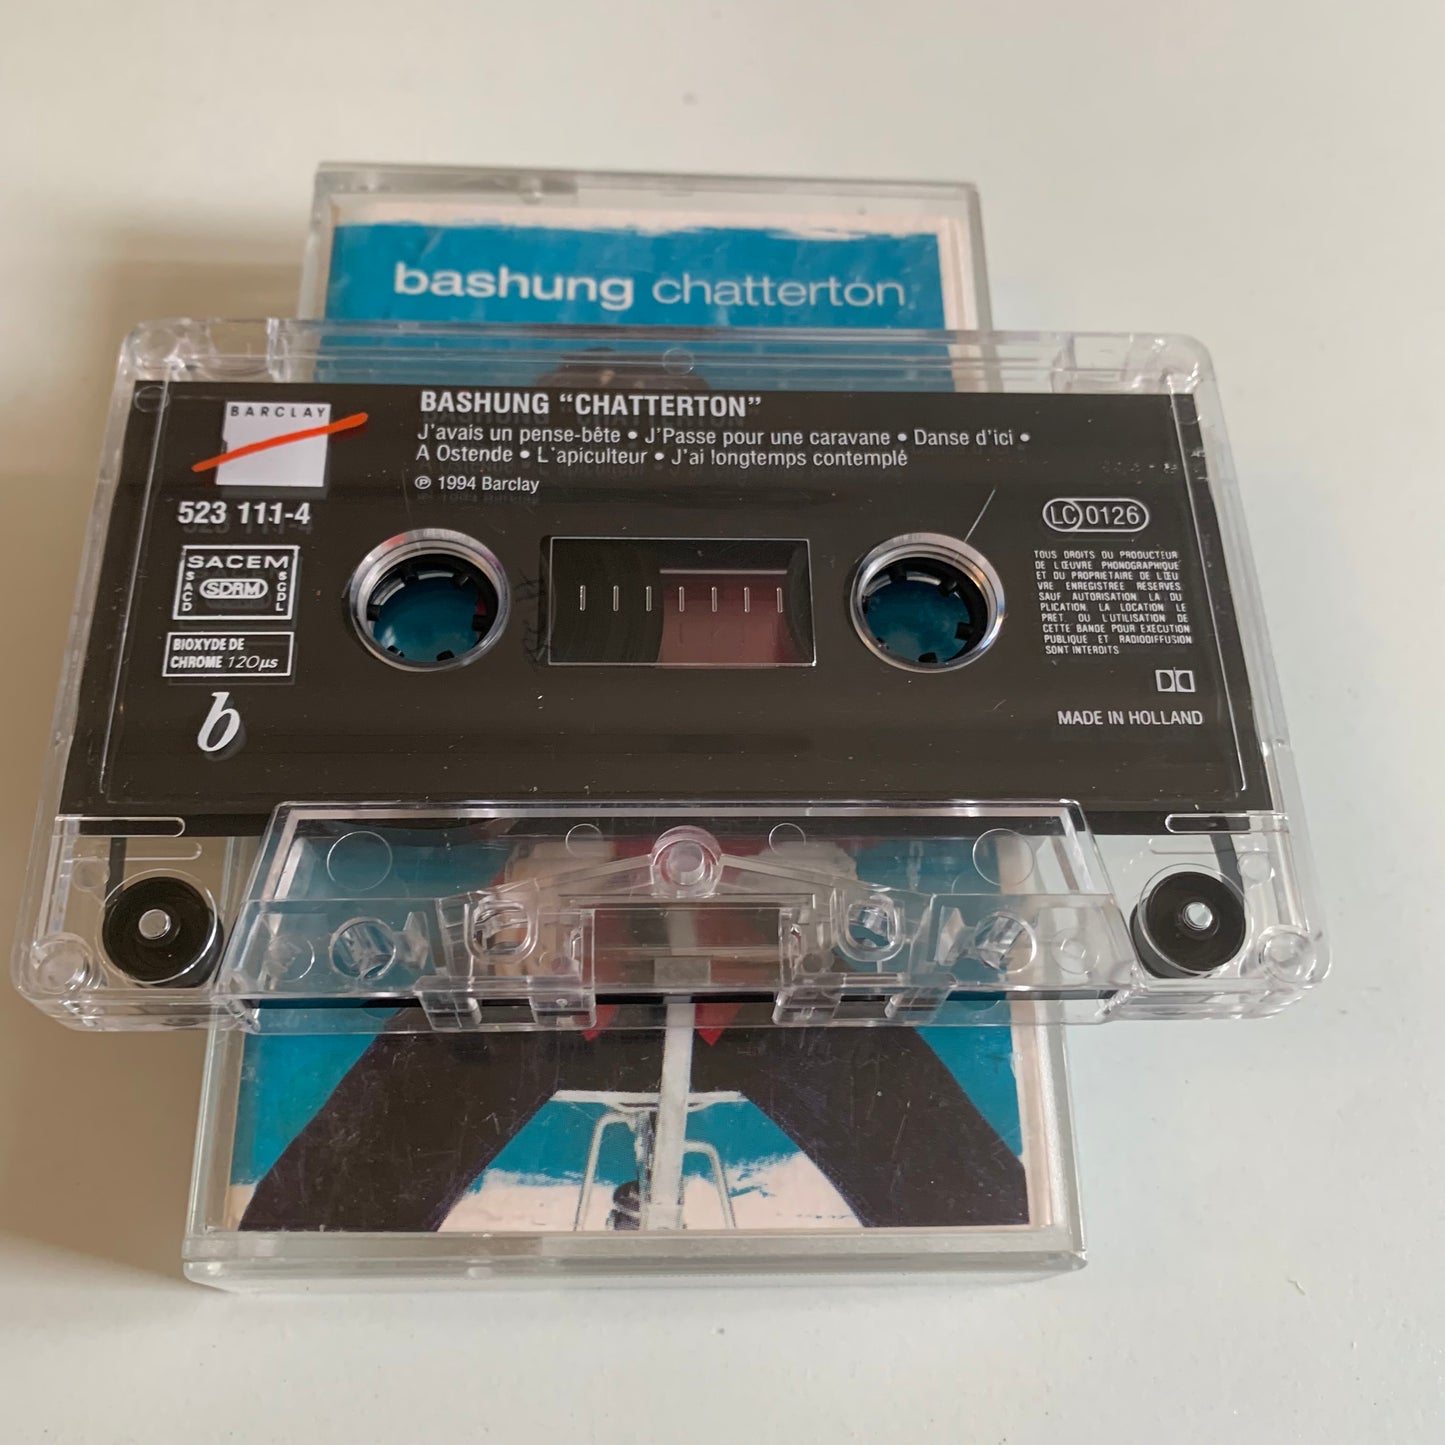 bashung chatterton
BARCLAY
BASHUNG “CHATTERTON”
J'avais un pense-bête • J'Passe pour une caravane • Danse d'ici •
A Ostende • L'apiculteur • J'ai longtemps contemplé
℗ 1994 Barclay
523 111-4
SACEM
SACD
SDRM
SCDL
BIOXYDE DE
CHROME 120µs
b
LC 0126
TOUS DROITS DU PRODUCTEUR
DE L'ŒUVRE PHONOGRAPHIQUE
ET DU PROPRIETAIRE DE L'ŒU
VRE ENREGISTREE RESERVES
SAUF AUTORISATION LA DU
PLICATION, LA LOCATION LE
PRET, OU L'UTILISATION DE
CETTE BANDE POUR EXECUTION
PUBLIQUE ET RADIODIFFUSION
SONT INTERDITS
MADE IN HOLLAND